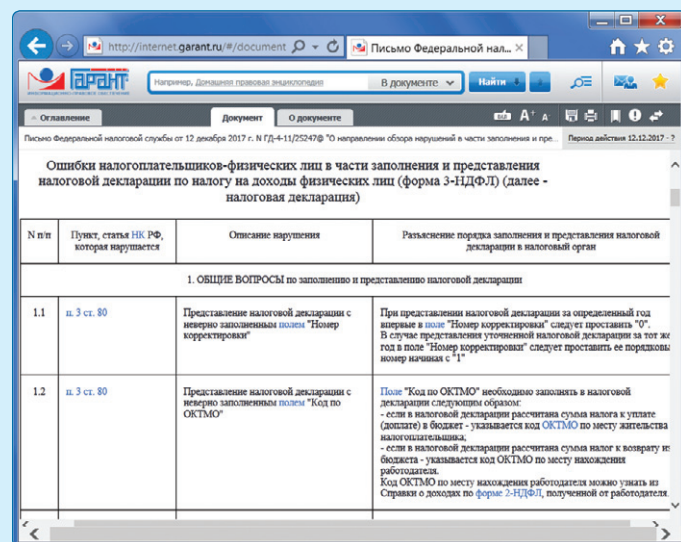 http://internet.garant.ru/#/document
Письмо Федеральной нал...
ГАРАНТ
ИНФОРМАЦИОННО-ПРАВОВОЕ ОБЕСПЕЧЕНИЕ
Например, Домашняя правовая энциклопедия
В документе
Найти
Оглавление
Документ
О документе
A+ A-
Письмо Федеральной налоговой службы от 12 декабря 2017 г. N ГД-4-11/25247@ "О направлении обзора нарушений в части заполнения и пре...
Период действия 12.12.2017 - ?
Ошибки налогоплательщиков-физических лиц в части заполнения и представления
налоговой декларации по налогу на доходы физических лиц (форма 3-НДФЛ) (далее -
налоговая декларация)
N п/п
Пункт, статья НК РФ,
которая нарушается
Описание нарушения
Разъяснение порядка заполнения и представления налоговой
декларации в налоговый орган
1. ОБЩИЕ ВОПРОСЫ по заполнению и представлению налоговой декларации
1.1
п. 3 ст. 80
Представление налоговой декларации с
неверно заполненным полем "Номер
корректировки"
При представлении налоговой декларации за определенный год
впервые в поле "Номер корректировки" следует проставить "0".
В случае представления уточненной налоговой декларации за тот же
год в поле "Номер корректировки" следует проставить ее порядковы
номер начиная с "1"
1.2
п. 3 ст. 80
Представление налоговой декларации с
неверно заполненным полем "Код по
ОКТМО"
Поле "Код по ОКТМО" необходимо заполнять в налоговой
декларации следующим образом:
- если в налоговой декларации рассчитана сумма налога к уплате
(доплате) в бюджет - указывается код ОКТМО по месту жительства
налогоплательщика;
- если в налоговой декларации рассчитана сумма налог к возврату из
бюджета - указывается код ОКТМО по месту нахождения
работодателя.
Код ОКТМО по месту нахождения работодателя можно узнать из
Справки о доходах по форме 2-НДФЛ, полученной от работодателя.